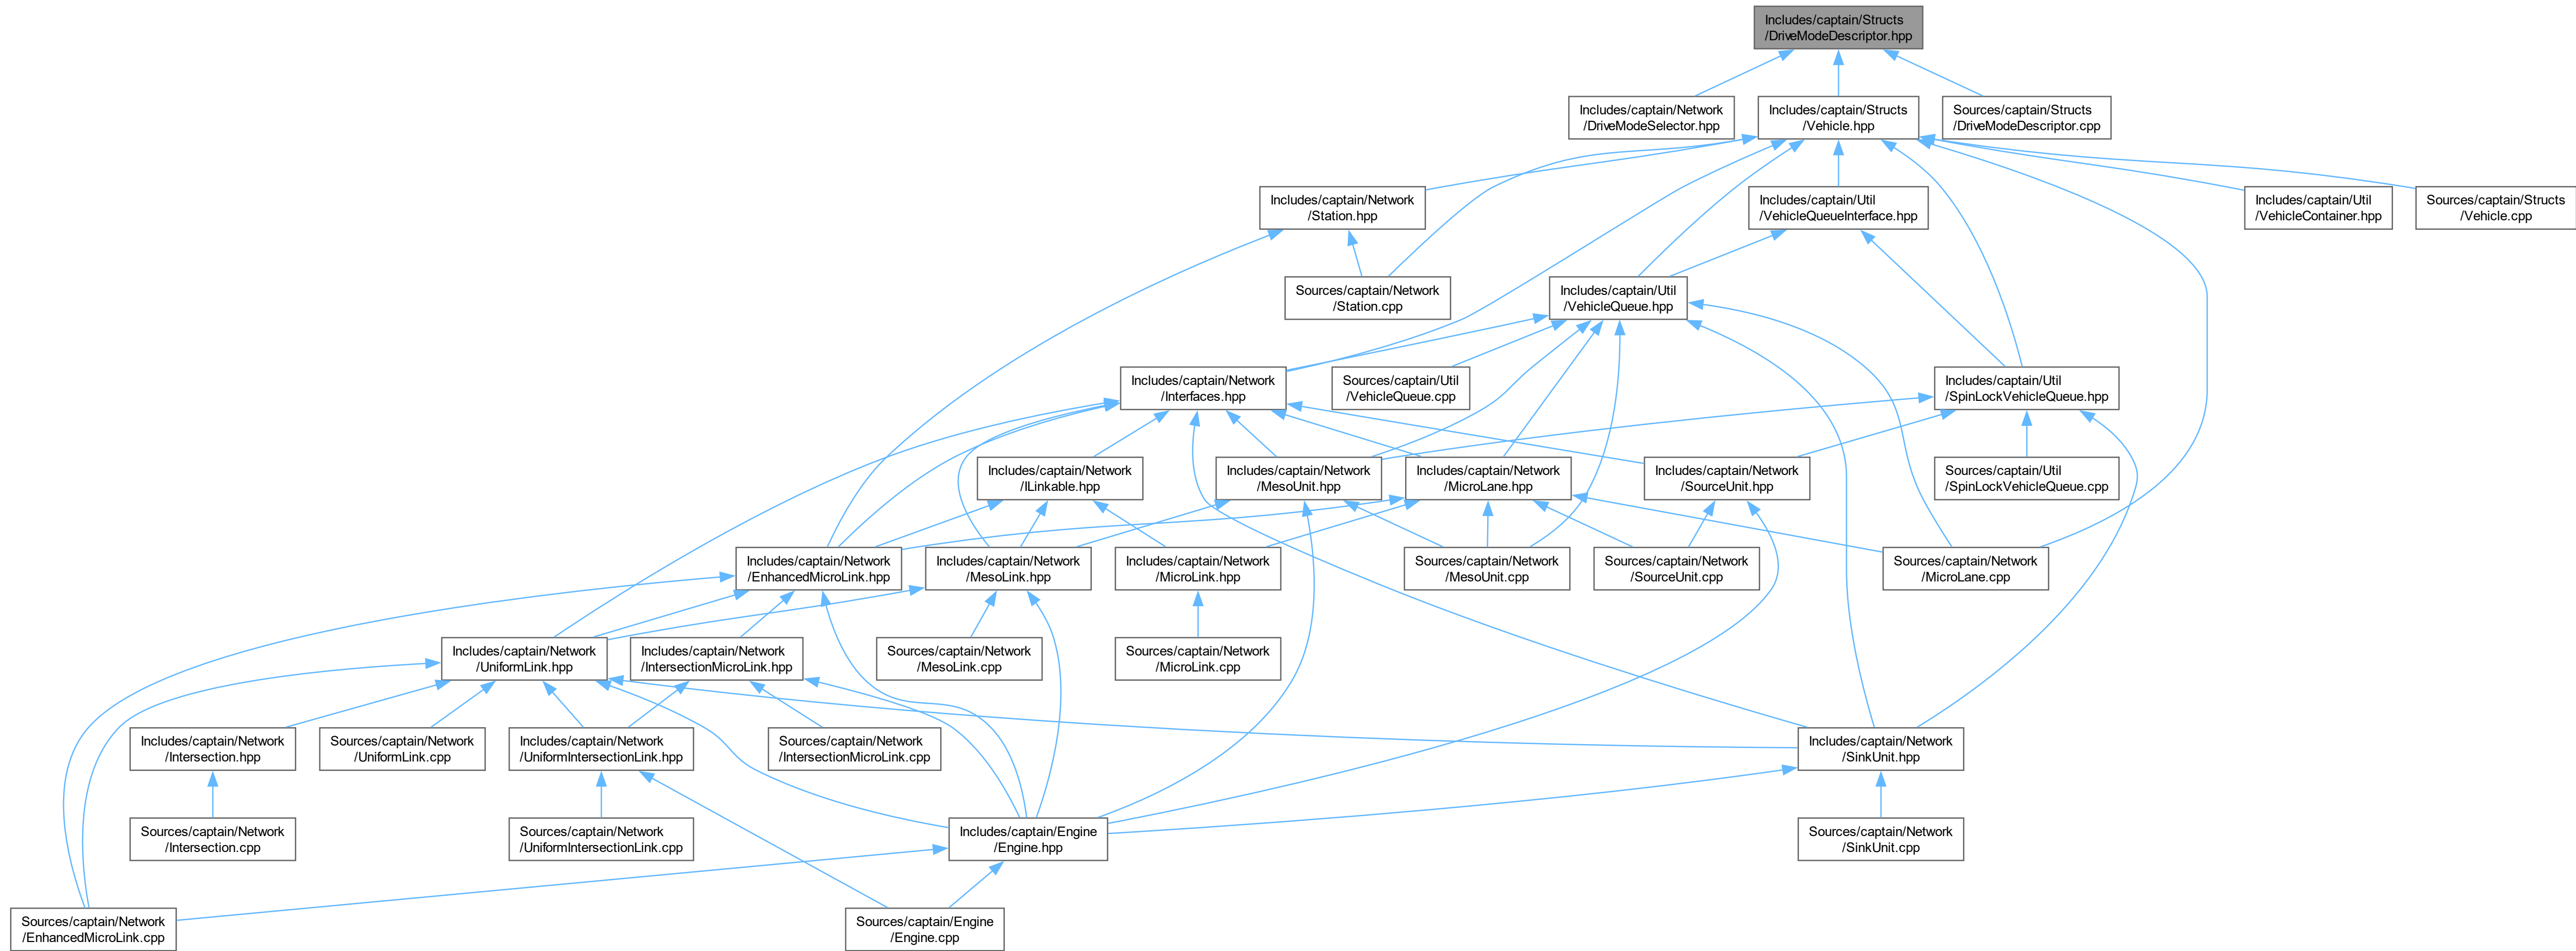 Includes/captain/Structs
/DriveModeDescriptor.hpp
Includes/captain/Network
/DriveModeSelector.hpp
Includes/captain/Structs
/Vehicle.hpp
Sources/captain/Structs
/DriveModeDescriptor.cpp
Includes/captain/Network
/Station.hpp
Includes/captain/Util
/VehicleQueueInterface.hpp
Includes/captain/Util
/VehicleContainer.hpp
Sources/captain/Structs
/Vehicle.cpp
Sources/captain/Network
/Station.cpp
Includes/captain/Util
/VehicleQueue.hpp
Includes/captain/Network
/Interfaces.hpp
Sources/captain/Util
/VehicleQueue.cpp
Includes/captain/Util
/SpinLockVehicleQueue.hpp
Includes/captain/Network
/ILinkable.hpp
Includes/captain/Network
/MesoUnit.hpp
Includes/captain/Network
/MicroLane.hpp
Includes/captain/Network
/SourceUnit.hpp
Sources/captain/Util
/SpinLockVehicleQueue.cpp
Includes/captain/Network
/EnhancedMicroLink.hpp
Includes/captain/Network
/MesoLink.hpp
Includes/captain/Network
/MicroLink.hpp
Sources/captain/Network
/MesoUnit.cpp
Sources/captain/Network
/SourceUnit.cpp
Sources/captain/Network
/MicroLane.cpp
Includes/captain/Network
/UniformLink.hpp
Includes/captain/Network
/IntersectionMicroLink.hpp
Sources/captain/Network
/MesoLink.cpp
Sources/captain/Network
/MicroLink.cpp
Includes/captain/Network
/Intersection.hpp
Sources/captain/Network
/UniformLink.cpp
Includes/captain/Network
/UniformIntersectionLink.hpp
Sources/captain/Network
/IntersectionMicroLink.cpp
Includes/captain/Network
/SinkUnit.hpp
Sources/captain/Network
/Intersection.cpp
Sources/captain/Network
/UniformIntersectionLink.cpp
Includes/captain/Engine
/Engine.hpp
Sources/captain/Network
/SinkUnit.cpp
Sources/captain/Network
/EnhancedMicroLink.cpp
Sources/captain/Engine
/Engine.cpp